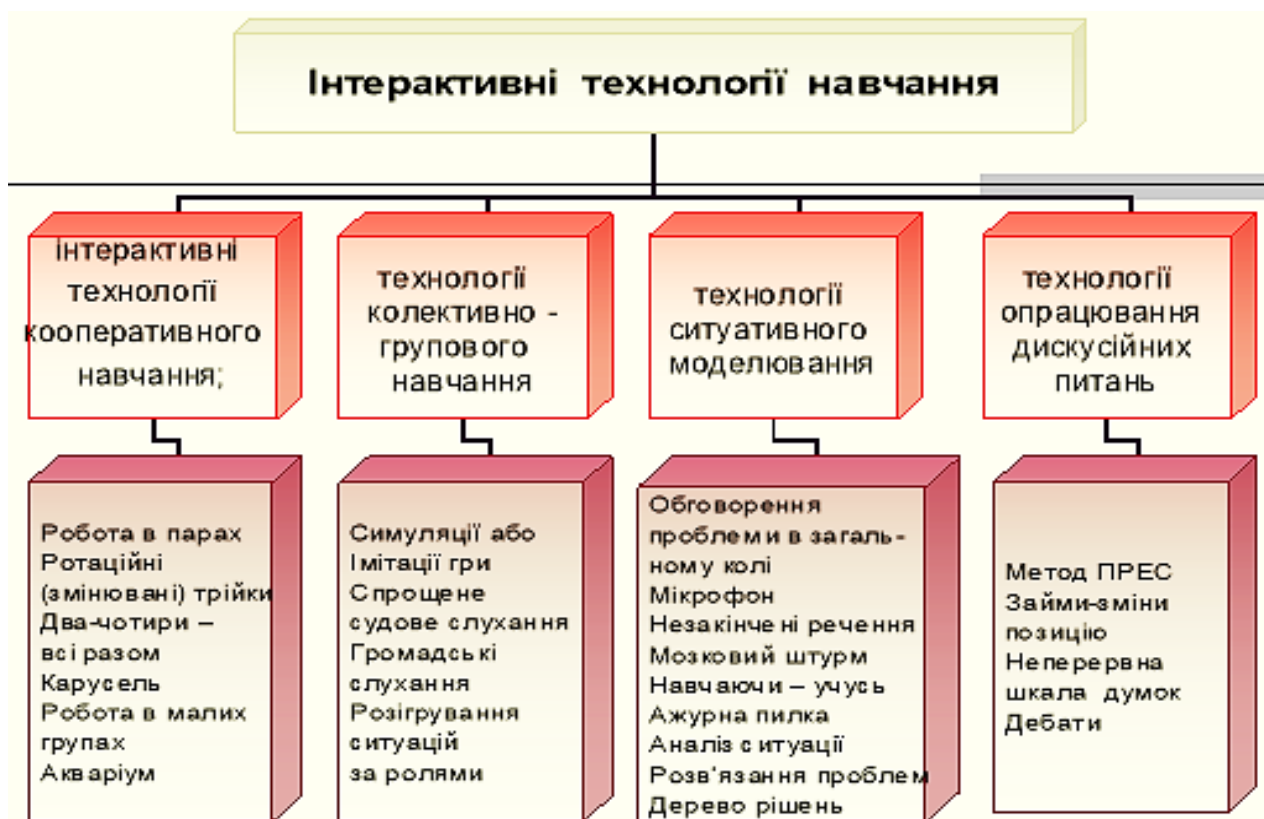 Інтерактивні технології навчання
інтерактивні
технології
кооперативного
навчання;
технології
колективно -
групового
навчання
технології
ситуативного
моделювання
технології
опрацювання
дискусійних
питань
Робота в парах
Ротаційні
(змінювані) трійки
Два-чотири –
всі разом
Карусель
Робота в малих
групах
Акваріум
Симуляції або
Імітації гри
Спрощене
судове слухання
Громадські
слухання
Розігрування
ситуацій
за ролями
Обговорення
проблеми в загаль-
ному колі
Мікрофон
Незакінчені речення
Мозковий штурм
Навчаючи – учусь
Ажурна пилка
Аналіз ситуації
Розв'язання проблем
Дерево рішень
Метод ПРЕС
Займи-зміни
позицію
Неперервна
шкала думок
Дебати